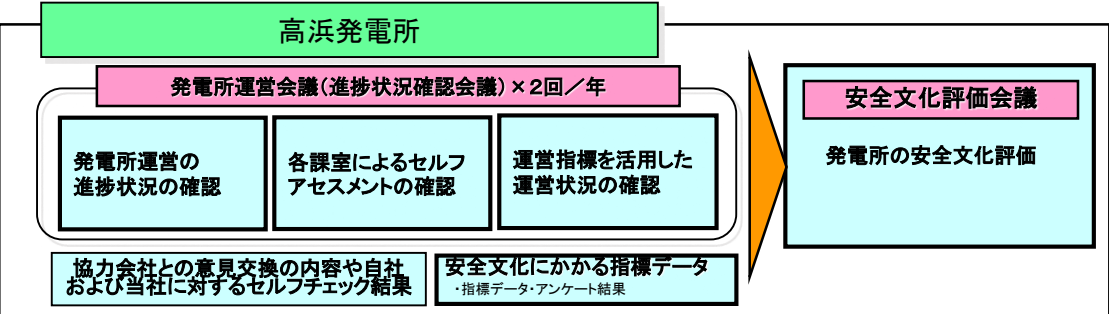 高浜発電所
発電所運営会議(進捗状況確認会議)×2回/年
発電所運営の
進捗状況の確認
各課室によるセルフ
アセスメントの確認
運営指標を活用した
運営状況の確認
協力会社との意見交換の内容や自社
および当社に対するセルフチェック結果
安全文化にかかる指標データ
・指標データ・アンケート結果
安全文化評価会議
発電所の安全文化評価